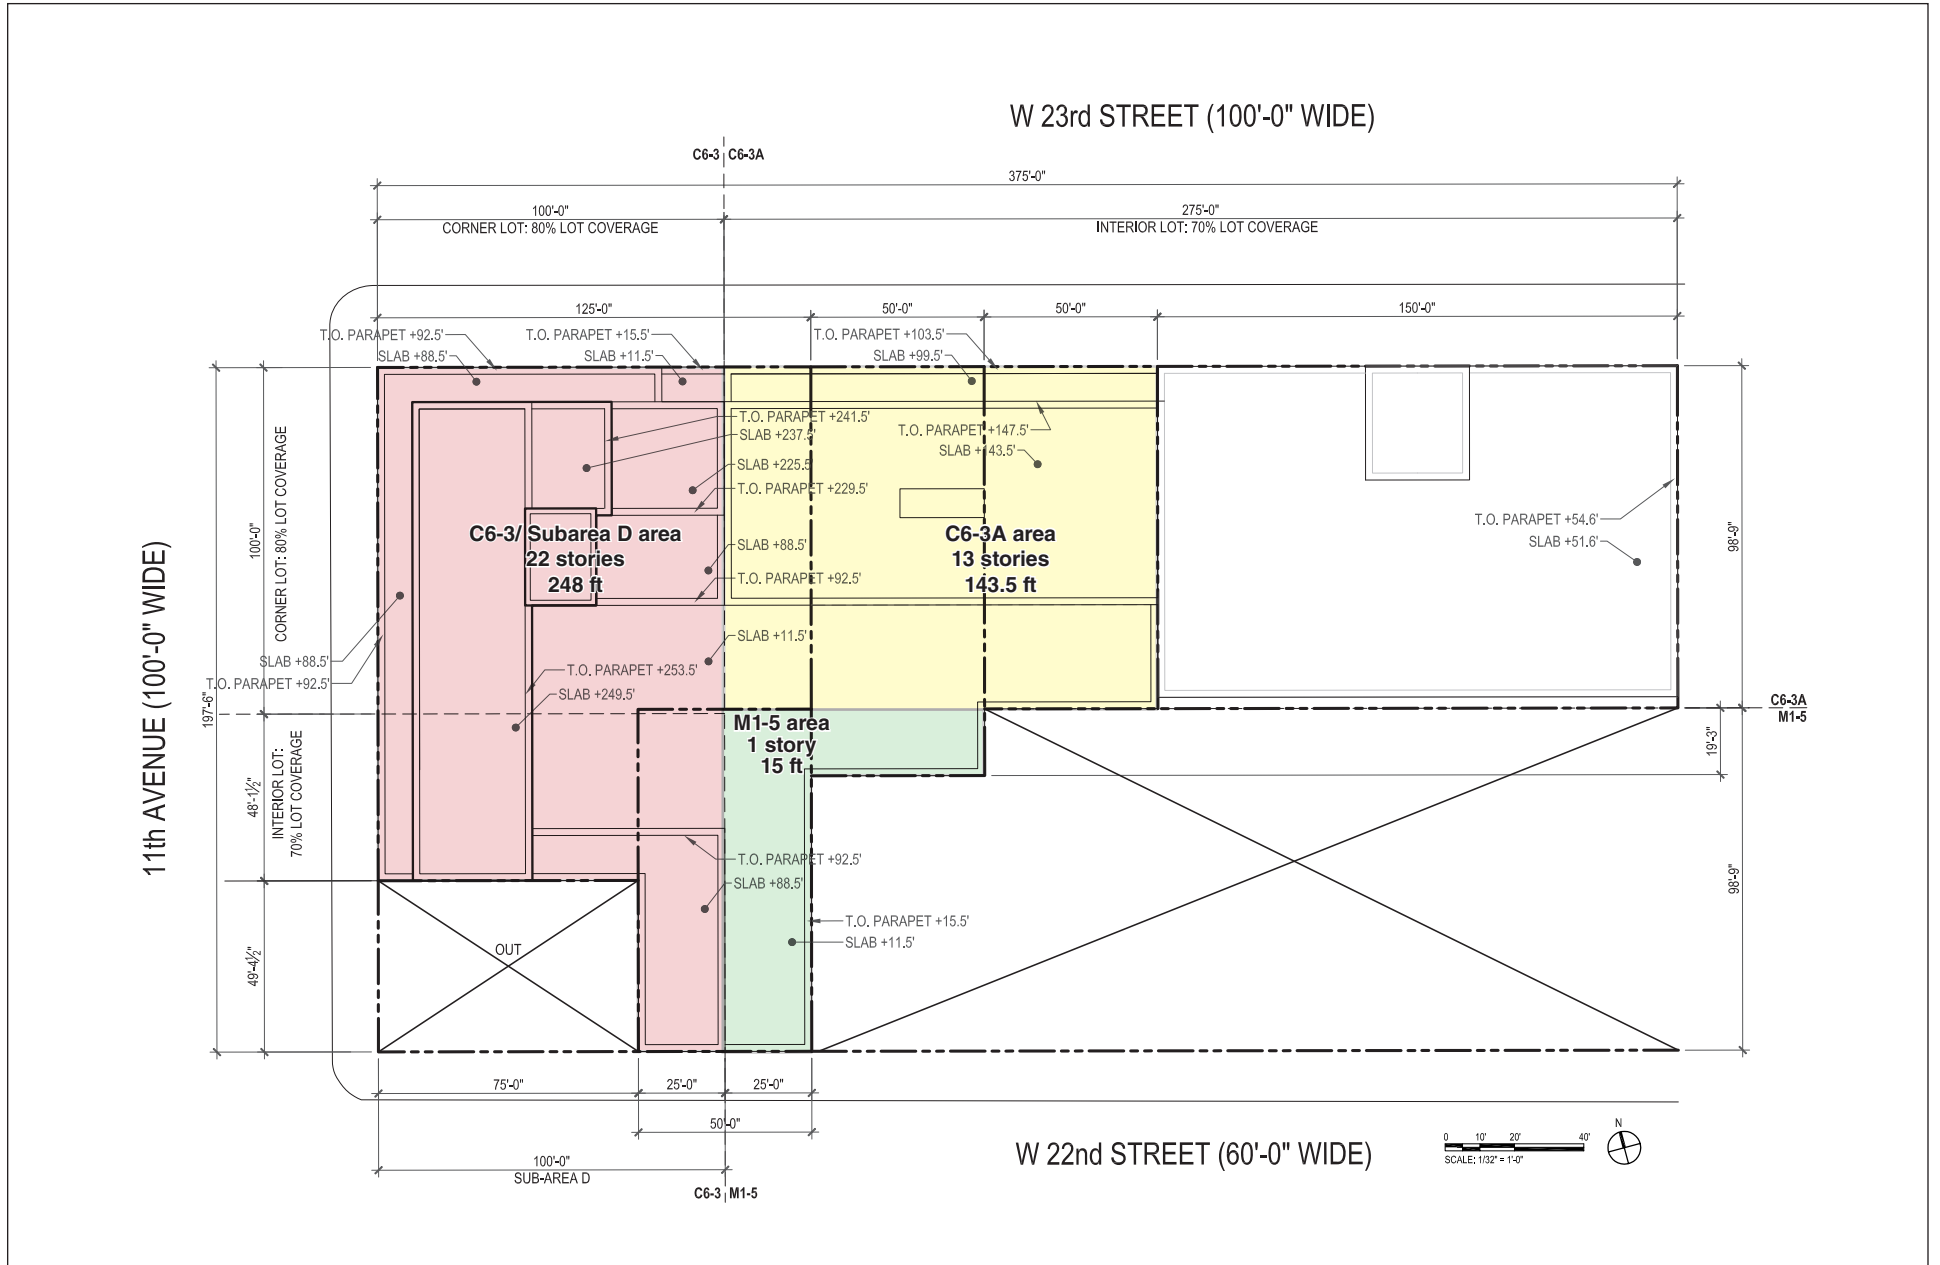 W 23rd STREET (100'-0" WIDE)
C6-3 C6-3A
375'-0"
100'-0"
CORNER LOT: 80% LOT COVERAGE
275'-0"
INTERIOR LOT: 70% LOT COVERAGE
125'-0"
50'-0"
50'-0"
150'-0"
T.O. PARAPET +92.5'
SLAB +88.5'
T.O. PARAPET +15.5'
SLAB +11.5'
T.O. PARAPET +103.5'
SLAB +99.5'
T.O. PARAPET +241.5'
SLAB +237.5'
SLAB +225.5'
T.O. PARAPET +229.5'
T.O. PARAPET +147.5'
SLAB +143.5'
C6-3/ Subarea D area
22 stories
248 ft
SLAB +88.5'
T.O. PARAPET +92.5'
C6-3A area
13 stories
143.5 ft
T.O. PARAPET +54.6'
SLAB +51.6'
98'-9"
11th AVENUE (100'-0" WIDE)
197'-6"
100'-0"
CORNER LOT: 80% LOT COVERAGE
SLAB +88.5'
T.O. PARAPET +92.5'
SLAB +11.5'
T.O. PARAPET +253.5'
SLAB +249.5'
M1-5 area
1 story
15 ft
C6-3A
M1-5
19'-3"
48'-1½"
INTERIOR LOT:
70% LOT COVERAGE
T.O. PARAPET +92.5'
SLAB +88.5'
98'-9"
T.O. PARAPET +15.5'
SLAB +11.5'
OUT
49'-4½"
75'-0"
25'-0"
25'-0"
50'-0"
100'-0"
SUB-AREA D
C6-3 M1-5
W 22nd STREET (60'-0" WIDE)
0 10' 20' 40'
SCALE: 1/32" = 1'-0"
N